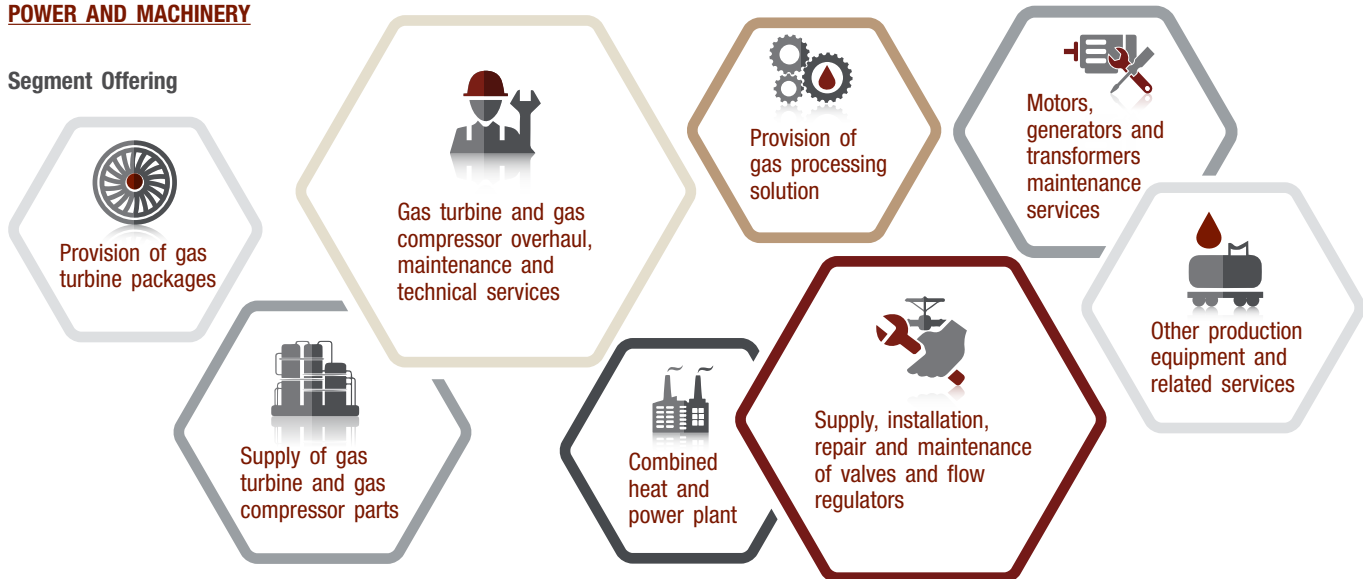 POWER AND MACHINERY
Segment Offering
Provision of gas
turbine packages
Gas turbine and gas
compressor overhaul,
maintenance and
technical services
Provision of
gas processing
solution
Motors,
generators and
transformers
maintenance
services
Supply of gas
turbine and gas
compressor parts
Combined
heat and
power plant
Supply, installation,
repair and maintenance
of valves and flow
regulators
Other production
equipment and
related services